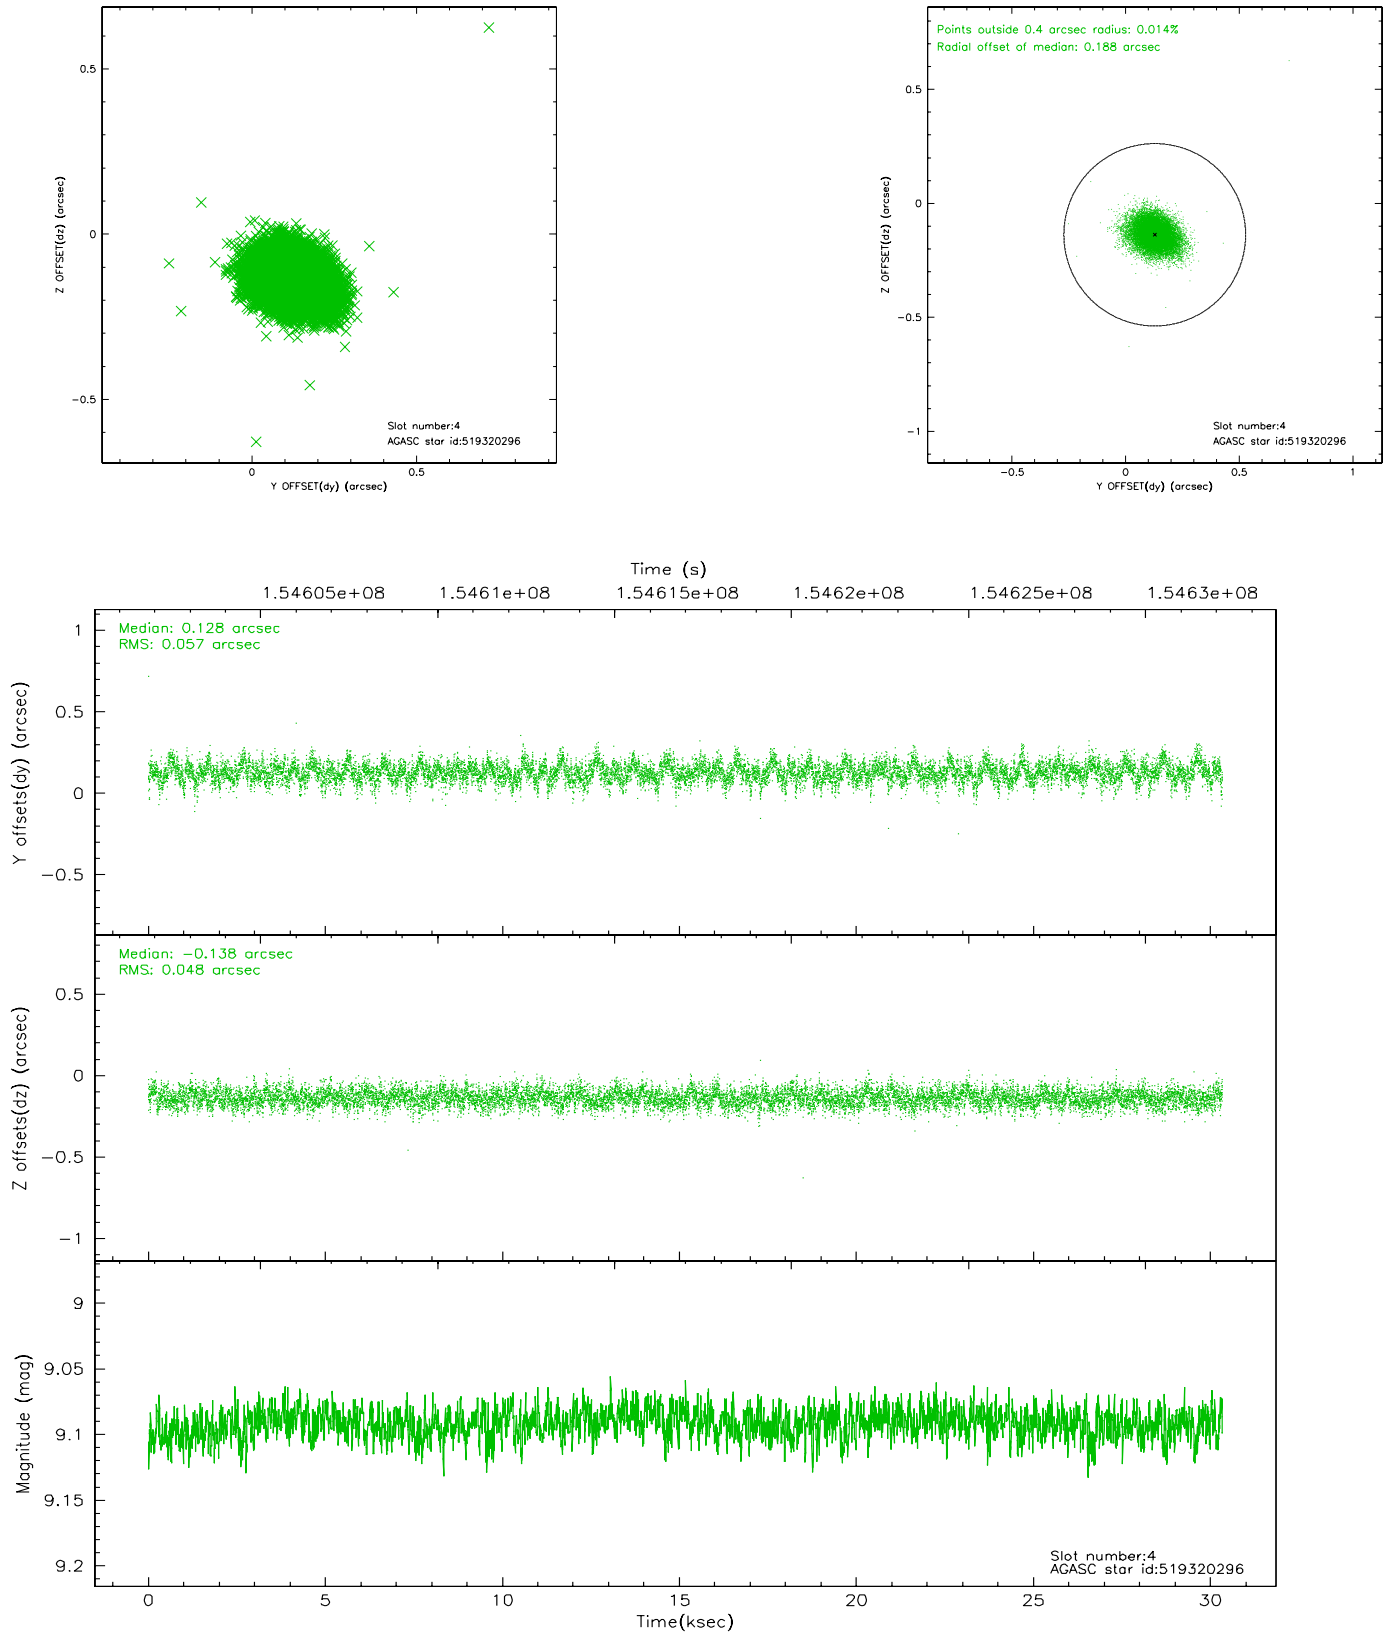 0.5
0
−0.5
Z OFFSET(dz) (arcsec)
Slot number:4
AGASC star id:519320296
0
0.5
Y OFFSET(dy) (arcsec)
Points outside 0.4 arcsec radius: 0.014%
Radial offset of median: 0.188 arcsec
0.5
0
−0.5
−1
Z OFFSET(dz) (arcsec)
Slot number:4
AGASC star id:519320296
−0.5
0
0.5
1
Y OFFSET(dy) (arcsec)
Time (s)
1.54605e+08
1.5461e+08
1.54615e+08
1.5462e+08
1.54625e+08
1.5463e+08
Median: 0.128 arcsec
RMS: 0.057 arcsec
1
0.5
0
−0.5
Y offsets(dy) (arcsec)
Median: −0.138 arcsec
RMS: 0.048 arcsec
0.5
0
−0.5
−1
Z offsets(dz) (arcsec)
9
9.05
9.1
9.15
9.2
Magnitude (mag)
Slot number:4
AGASC star id:519320296
0
5
10
15
20
25
30
Time(ksec)